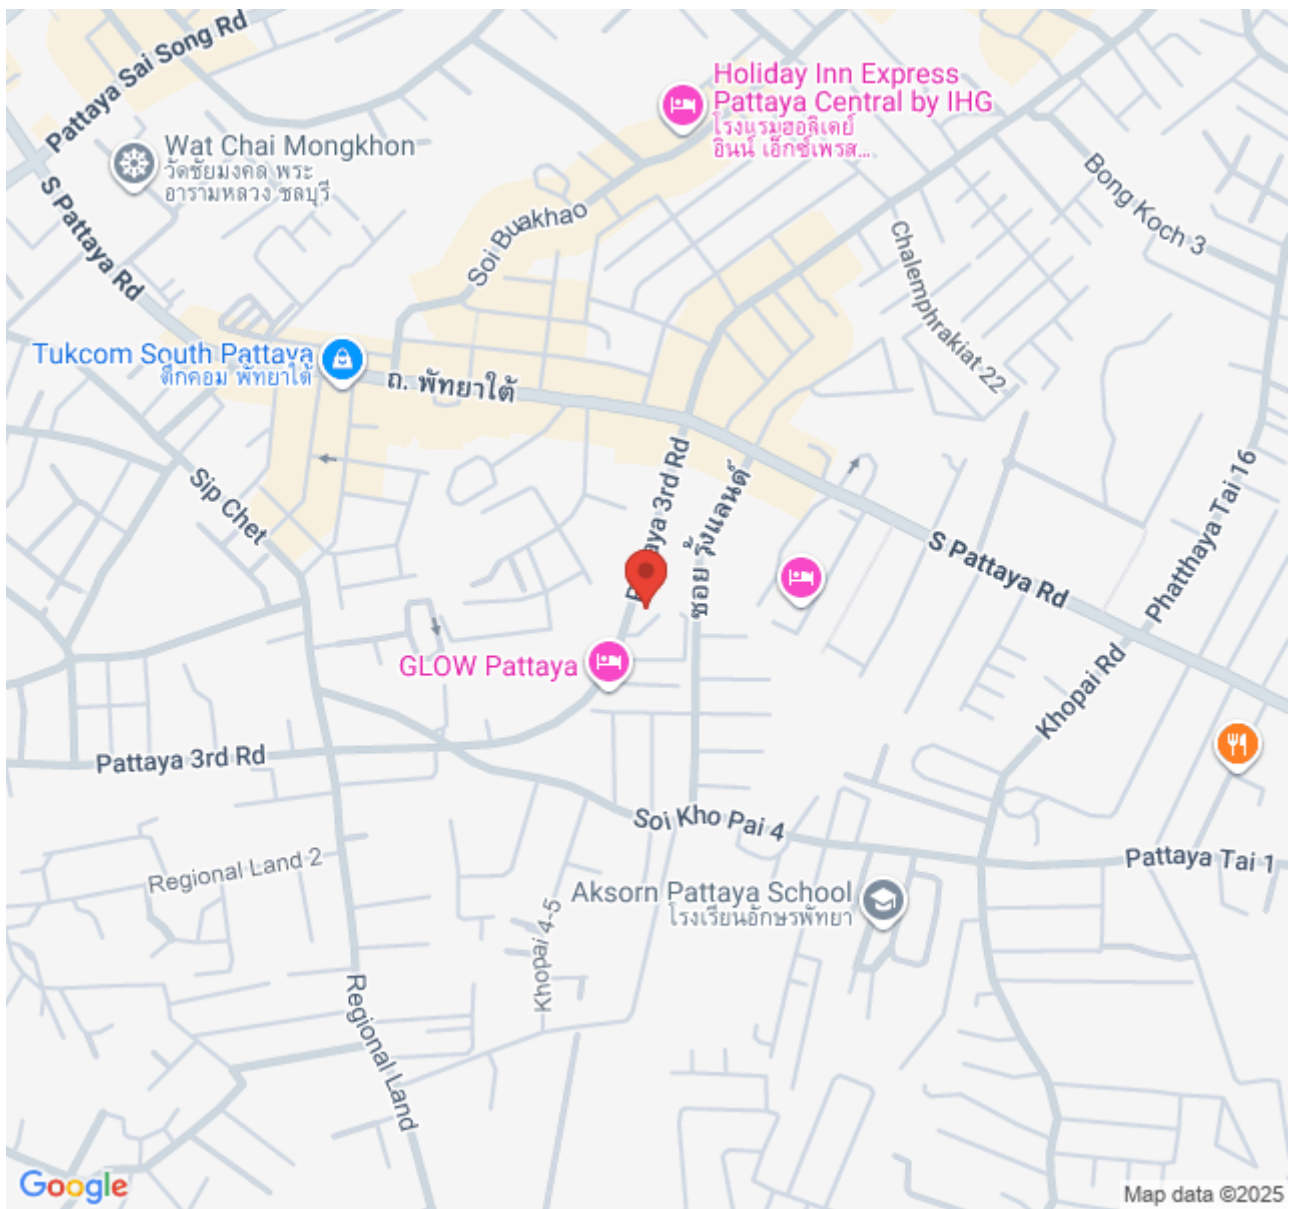 Pattaya Sai Song Rd
Holiday Inn Express
Pattaya Central by IHG
โรงแรมฮอลิเดย์
อินน์ เอ็กซ์เพรส...
Wat Chai Mongkhon
วัดชัยมงคล พระ
อารามหลวง ชลบุรี
Bong Koch 3
S Pattaya Rd
Soi Buakhao
Chalemphrakiat 22
Tukcom South Pattaya
ตึกคอม พัทยาใต้
ถ. พัทยาใต้
Sip Chet
Pattaya 3rd Rd
ซอย วุ้งแลนด์
Phatthaya Tai 16
S Pattaya Rd
GLOW Pattaya
Khopai Rd
Pattaya 3rd Rd
Soi Kho Pai 4
Pattaya Tai 1
Regional Land 2
Aksorn Pattaya School
โรงเรียนอักษรพัทยา
Khopai 4-5
Regional Land
Google
Map data ©2025